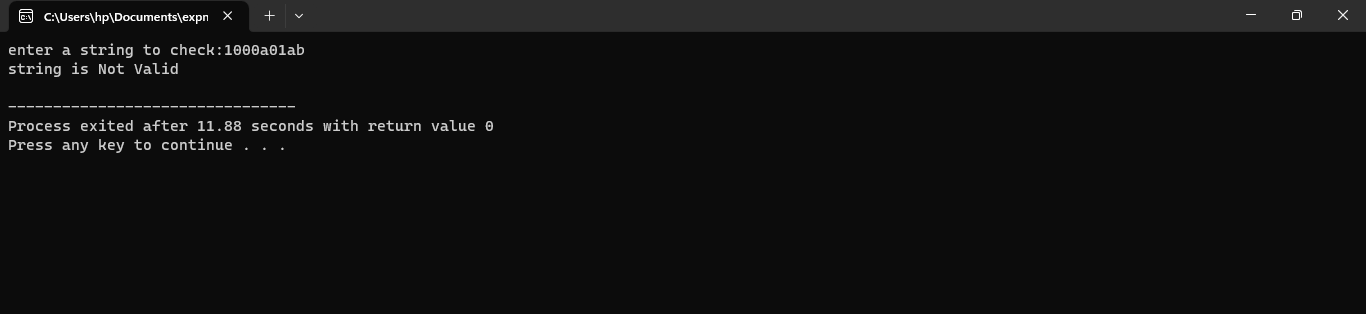 C:\Users\hp\Documents\expn
enter a string to check:1000a01ab
string is Not Valid
--------------------------------
Process exited after 11.88 seconds with return value 0
Press any key to continue . . .